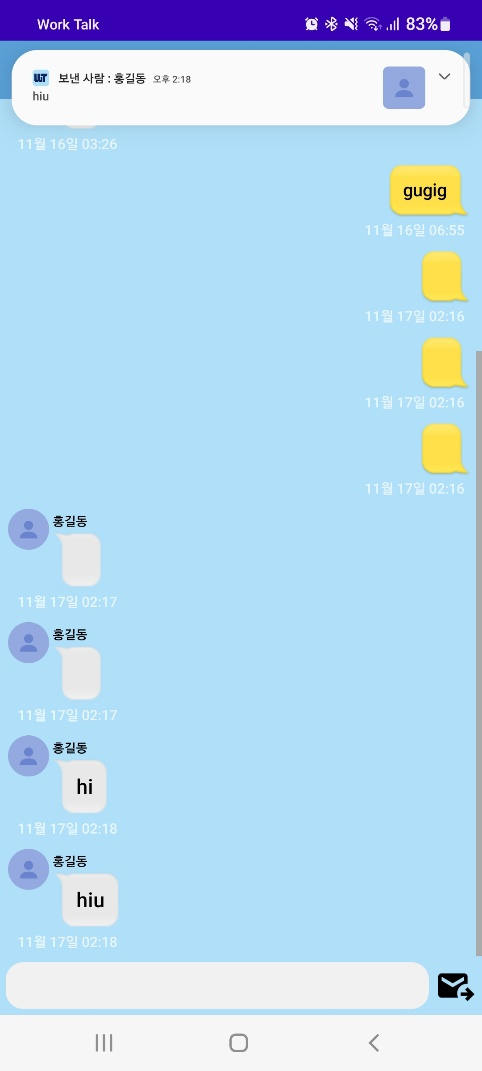 Work Talk
83%
WT
보낸 사람 : 홍길동 오후 2:18
hiu
11월 16일 03:26
gugig
11월 16일 06:55
11월 17일 02:16
11월 17일 02:16
11월 17일 02:16
홍길동
11월 17일 02:17
홍길동
11월 17일 02:17
홍길동
hi
11월 17일 02:18
홍길동
hiu
11월 17일 02:18